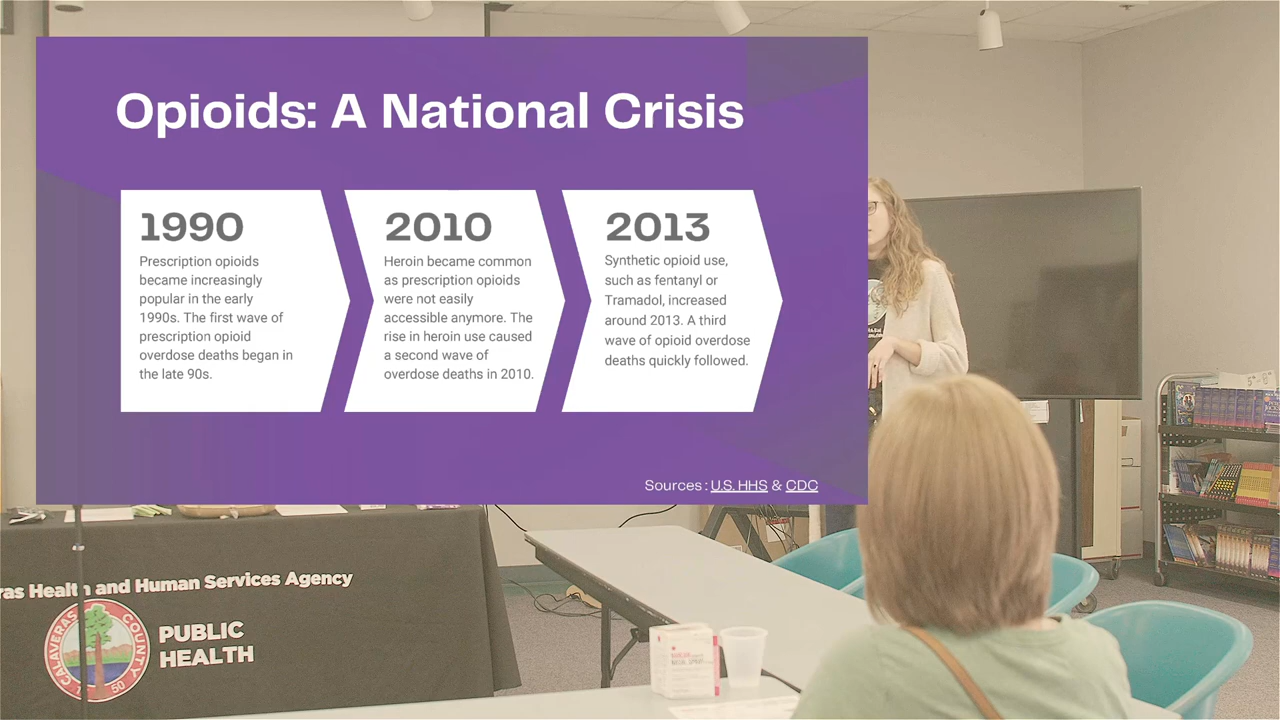 Opioids: A National Crisis
1990
Prescription opioids
became increasingly
popular in the early
1990s. The first wave of
prescription opioid
overdose deaths began in
the late 90s.
2010
Heroin became common
as prescription opioids
were not easily
accessible anymore. The
rise in heroin use caused
a second wave of
overdose deaths in 2010.
2013
Synthetic opioid use,
such as fentanyl or
Tramadol, increased
around 2013. A third
wave of opioid overdose
deaths quickly followed.
Sources : U.S. HHS & CDC
ras Health and Human Services Agency
CALAVERAS COUNTY
PUBLIC
HEALTH
NASAL SPRAY